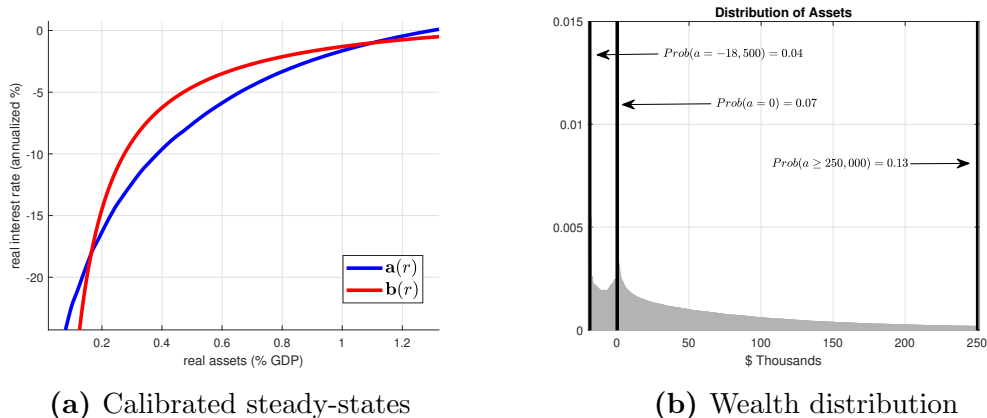 0
-5
-10
-15
-20
real interest rate (annualized %)
a(r)
b(r)
0.2 0.4 0.6 0.8 1 1.2
real assets (% GDP)
(a) Calibrated steady-states
Distribution of Assets
0.015
0.01
0.005
0
Prob(a = −18,500) = 0.04
Prob(a = 0) = 0.07
Prob(a ≥ 250,000) = 0.13
0 50 100 150 200 250
$ Thousands
(b) Wealth distribution